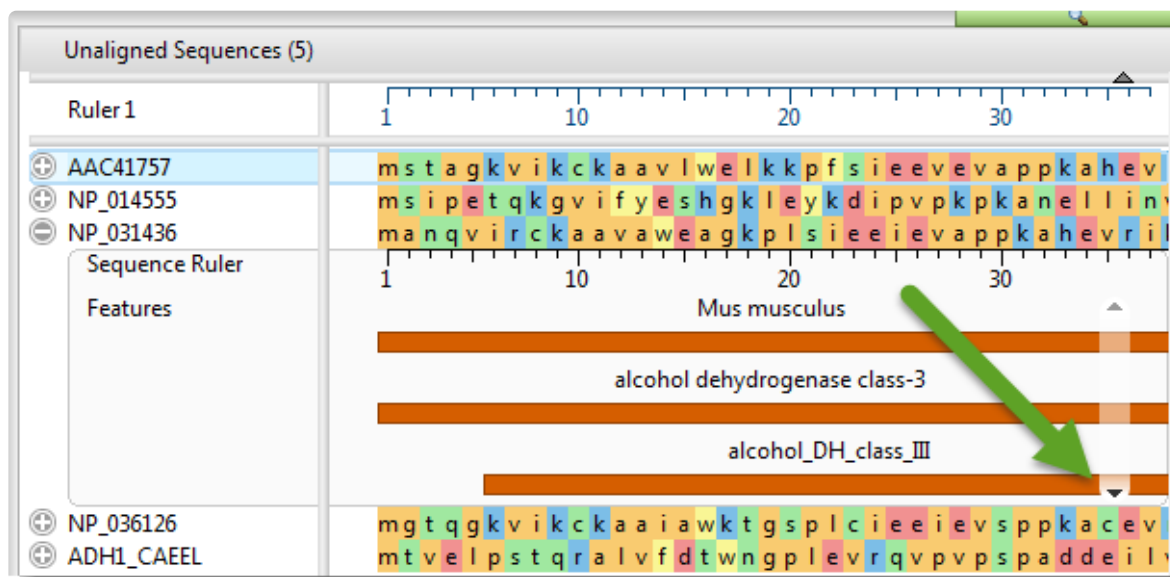 Unaligned Sequences (5)
Ruler 1 1 10 20 30
AAC41757 m s t a g k v i k c k a a v l w e l k k p f s i e e v e v a p p k a h e v
NP_014555 m s i p e t q k g v i f y e s h g k l e y k d i p v p k p k a n e l l i n
NP_031436 m a n q v i r c k a a v a w e a g k p l s i e e i e v a p p k a h e v r i
Sequence Ruler 1 10 20 30
Features Mus musculus
alcohol dehydrogenase class-3
alcohol_DH_class_III
NP_036126 m g t q g k v i k c k a a i a w k t g s p l c i e e i e v s p p k a c e v
ADH1_CAEEL m t v e l p s t q r a l v f d t w n g p l e v r q v p v p s p a d d e i l